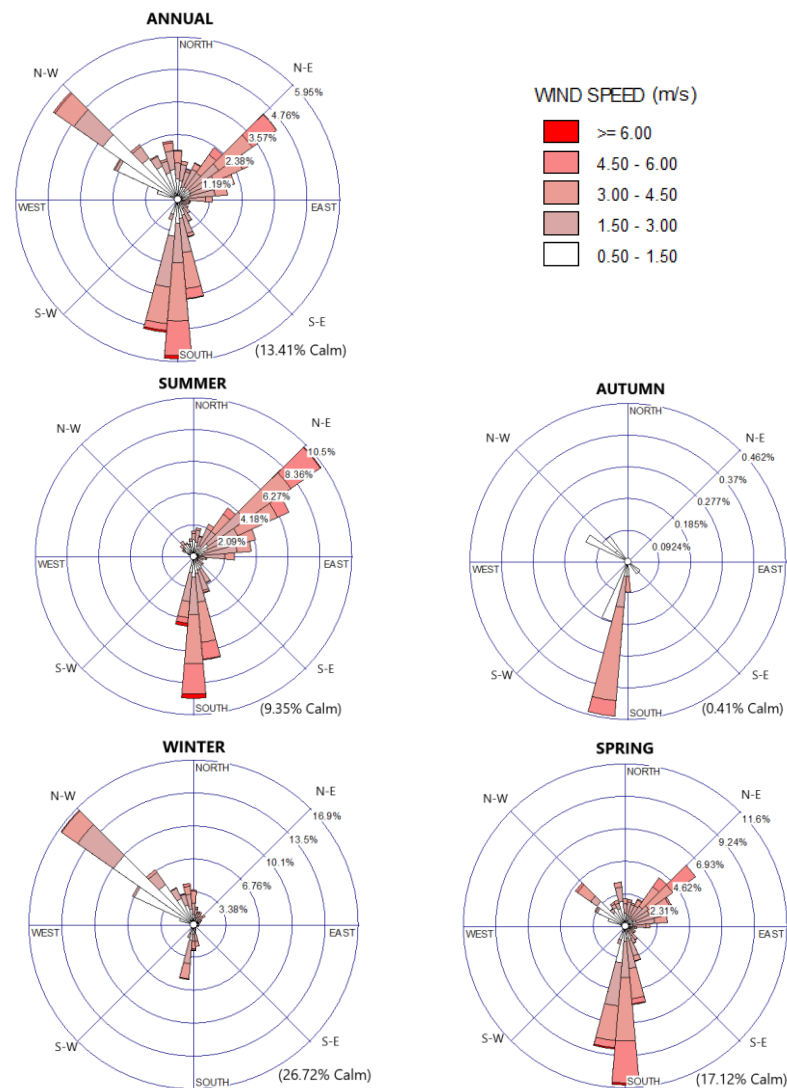 ANNUAL
NORTH
N-W
N-E
5.95%
4.76%
3.57%
2.38%
1.19%
WEST
EAST
S-W
S-E
SOUTH
(13.41% Calm)
WIND SPEED (m/s)
>= 6.00
4.50 - 6.00
3.00 - 4.50
1.50 - 3.00
0.50 - 1.50
SUMMER
NORTH
N-W
N-E
10.5%
8.36%
6.27%
4.18%
2.09%
WEST
EAST
S-W
S-E
SOUTH
(9.35% Calm)
AUTUMN
NORTH
N-W
N-E
0.462%
0.37%
0.277%
0.185%
0.0924%
WEST
EAST
S-W
S-E
SOUTH
(0.41% Calm)
WINTER
NORTH
N-W
N-E
16.9%
13.5%
10.1%
6.76%
3.38%
WEST
EAST
S-W
S-E
SOUTH
(26.72% Calm)
SPRING
NORTH
N-W
N-E
11.6%
9.24%
6.93%
4.62%
2.31%
WEST
EAST
S-W
S-E
SOUTH
(17.12% Calm)